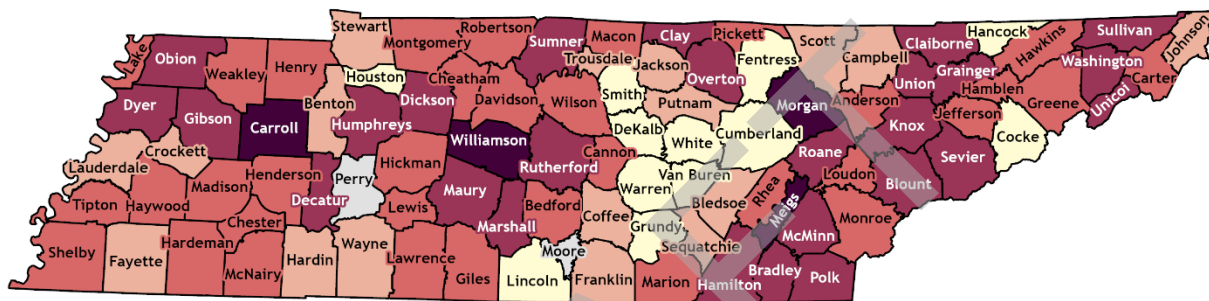 Stewart
Robertson
Montgomery
Sumner
Macon
Clay
Pickett
Scott
Hancock
Claiborne
Hawkins
Sullivan
Johnson
Lake
Obion
Weakley
Henry
Houston
Cheatham
Trousdale
Jackson
Overton
Fentress
Campbell
Union
Grainger
Hamblen
Washington
Carter
Unicoi
Dyer
Gibson
Carroll
Benton
Humphreys
Dickson
Davidson
Wilson
Smith
Putnam
Morgan
Anderson
Jefferson
Greene
Crockett
Lauderdale
Williamson
Rutherford
Cannon
DeKalb
White
Cumberland
Knox
Cocke
Tipton
Haywood
Madison
Henderson
Decatur
Perry
Hickman
Maury
Warren
Van Buren
Roane
Loudon
Blount
Sevier
Chester
Lewis
Marshall
Bedford
Coffee
Bledsoe
Rhea
Meigs
Monroe
McMinn
Shelby
Fayette
Hardeman
McNairy
Hardin
Wayne
Lawrence
Giles
Lincoln
Moore
Franklin
Grundy
Sequatchie
Marion
Hamilton
Bradley
Polk